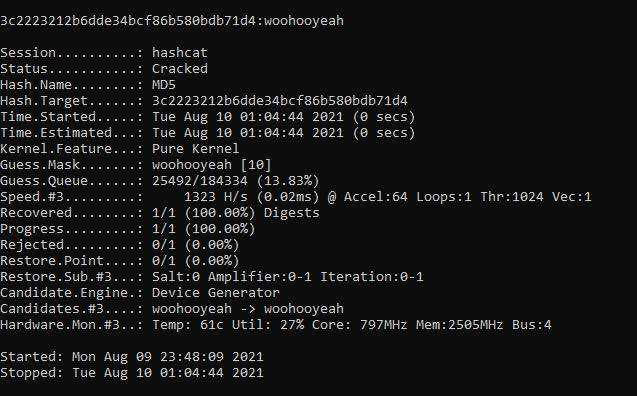 3c2223212b6dde34bcf86b580bdb71d4:woohooyeah
Session..........: hashcat
Status...........: Cracked
Hash.Name........: MD5
Hash.Target......: 3c2223212b6dde34bcf86b580bdb71d4
Time.Started.....: Tue Aug 10 01:04:44 2021 (0 secs)
Time.Estimated...: Tue Aug 10 01:04:44 2021 (0 secs)
Kernel.Feature...: Pure Kernel
Guess.Mask.......: woohooyeah [10]
Guess.Queue......: 25492/184334 (13.83%)
Speed.#3.........:     1323 H/s (0.02ms) @ Accel:64 Loops:1 Thr:1024 Vec:1
Recovered........: 1/1 (100.00%) Digests
Progress.........: 1/1 (100.00%)
Rejected.........: 0/1 (0.00%)
Restore.Point....: 0/1 (0.00%)
Restore.Sub.#3...: Salt:0 Amplifier:0-1 Iteration:0-1
Candidate.Engine.: Device Generator
Candidates.#3....: woohooyeah -> woohooyeah
Hardware.Mon.#3..: Temp: 61c Util: 27% Core: 797MHz Mem:2505MHz Bus:4
Started: Mon Aug 09 23:48:09 2021
Stopped: Tue Aug 10 01:04:44 2021